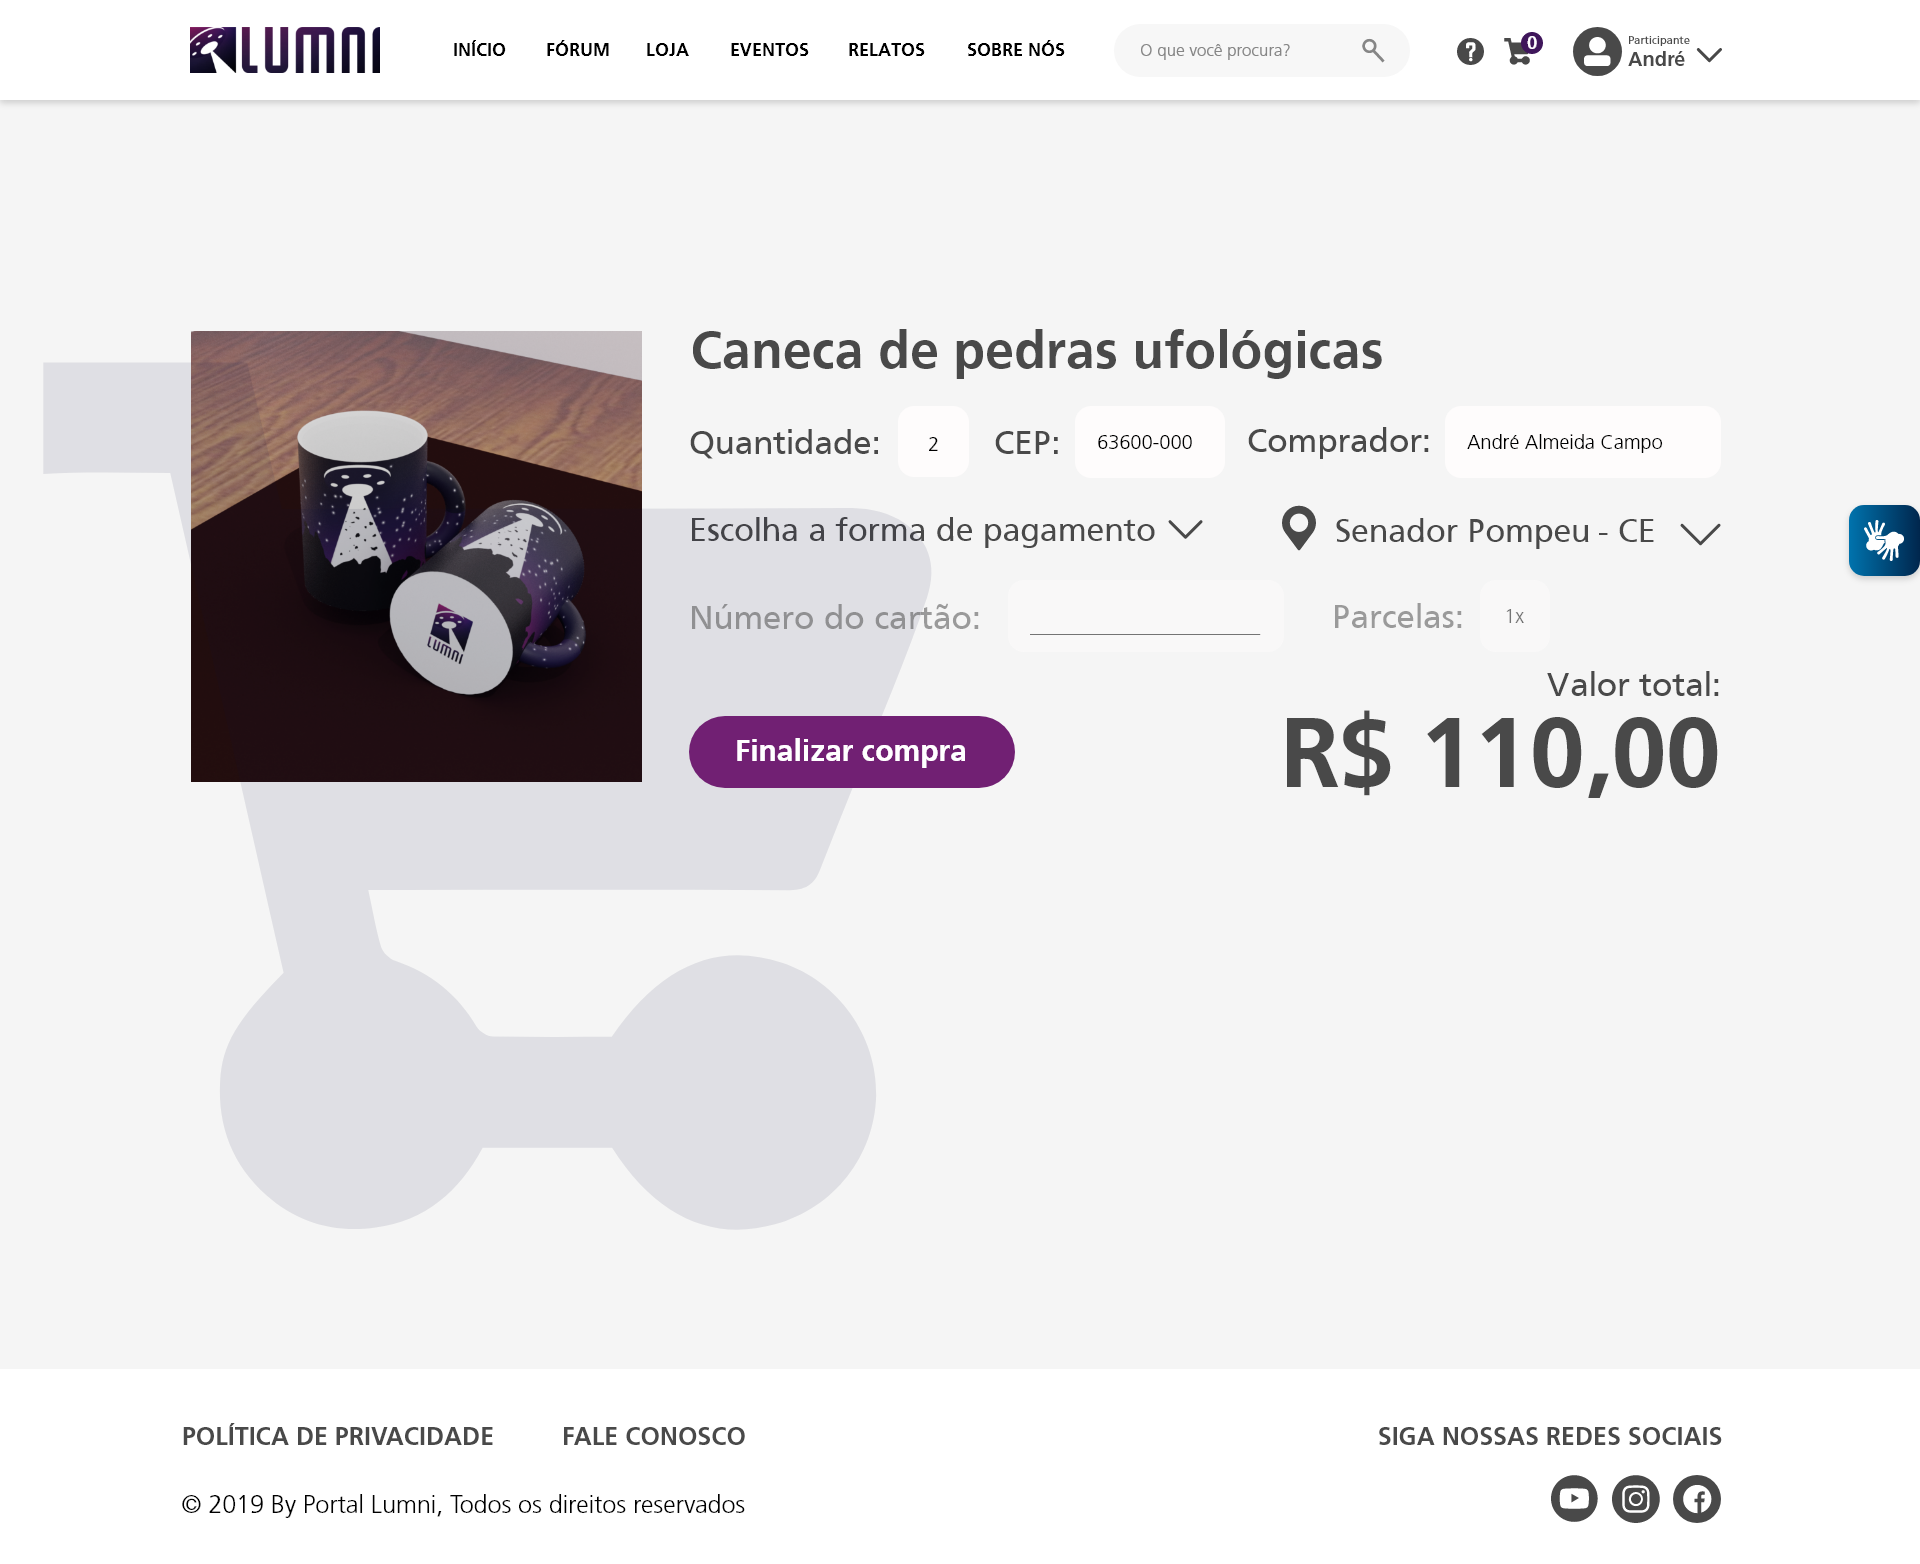 LUMNI
INÍCIO FÓRUM LOJA EVENTOS RELATOS SOBRE NÓS
O que você procura?
0
Participante
André
Caneca de pedras ufológicas
Quantidade: 2 CEP: 63600-000 Comprador: André Almeida Campo
Escolha a forma de pagamento Senador Pompeu - CE
Número do cartão: Parcelas: 1x
LUMNI
Valor total:
Finalizar compra R$ 110,00
POLÍTICA DE PRIVACIDADE FALE CONOSCO SIGA NOSSAS REDES SOCIAIS
© 2019 By Portal Lumni, Todos os direitos reservados